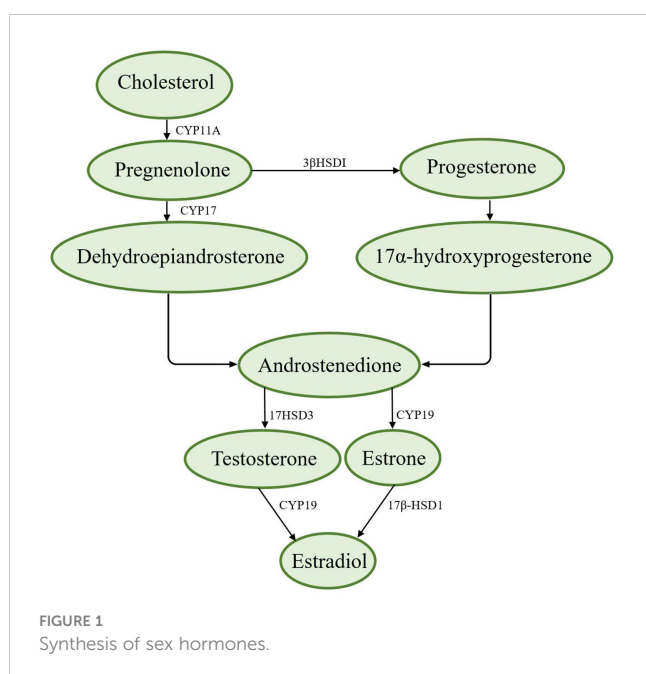 Cholesterol
CYP11A
Pregnenolone
3βHSDI
Progesterone
CYP17
Dehydroepiandrosterone
17α-hydroxyprogesterone
Androstenedione
17HSD3
CYP19
Testosterone
Estrone
CYP19
17β-HSD1
Estradiol
FIGURE 1
Synthesis of sex hormones.